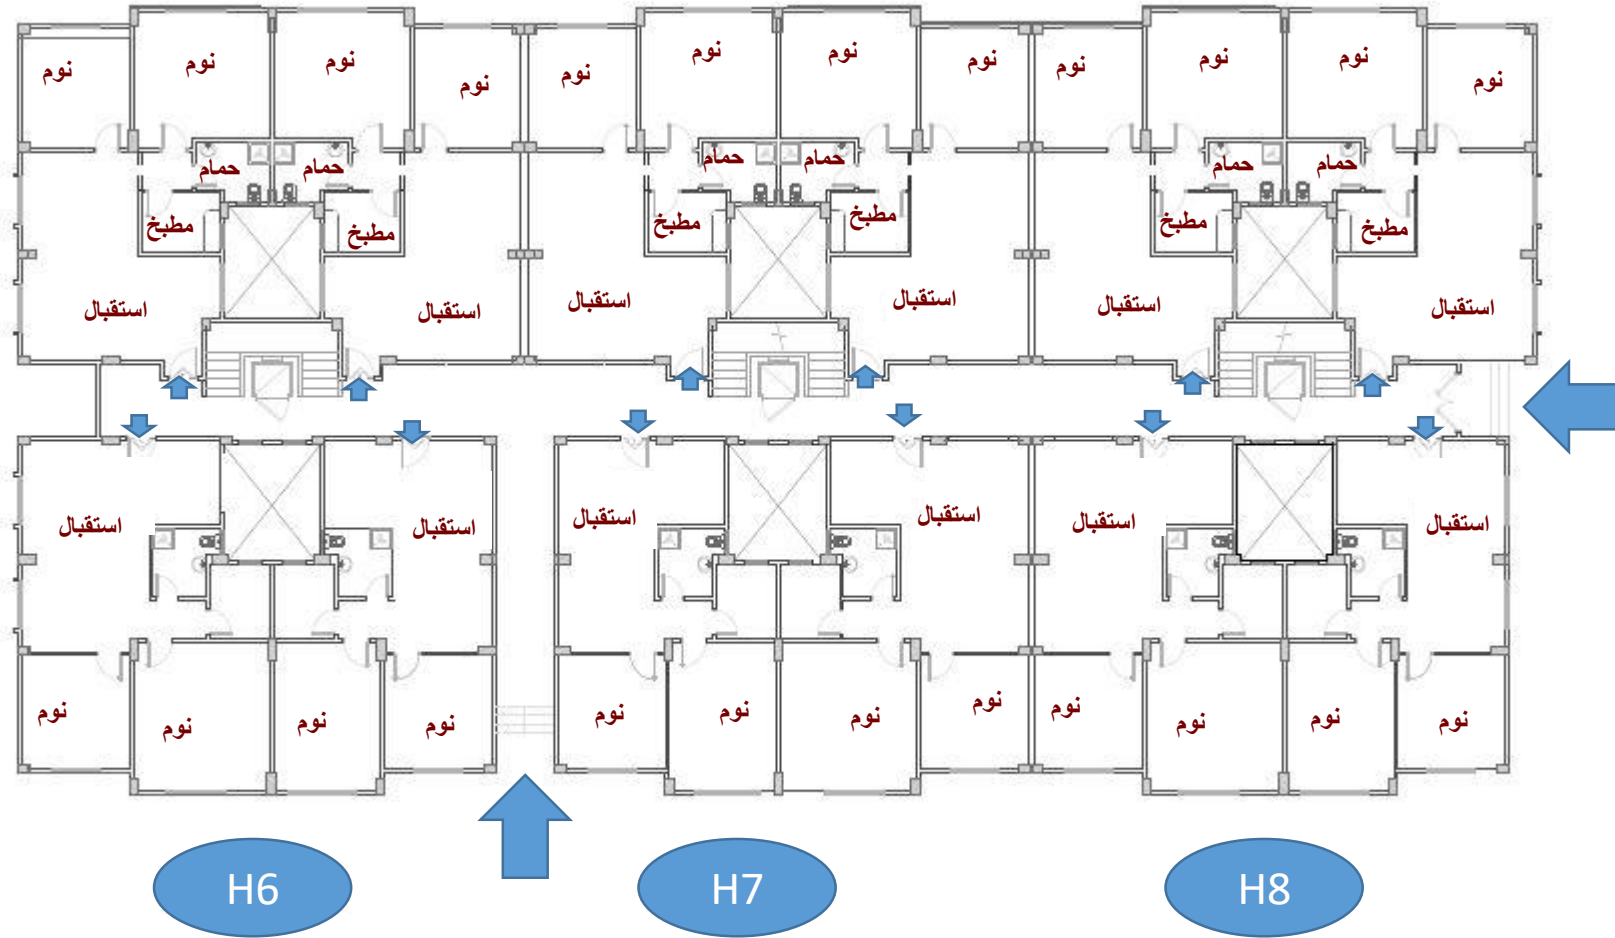 نوم نوم نوم نوم نوم نوم نوم نوم نوم نوم نوم نوم
حمام حمام حمام حمام حمام حمام
مطبخ مطبخ مطبخ مطبخ مطبخ مطبخ
استقبال استقبال استقبال استقبال استقبال استقبال
استقبال استقبال استقبال استقبال استقبال استقبال
نوم نوم نوم نوم نوم نوم نوم نوم نوم نوم نوم نوم
H6 H7 H8